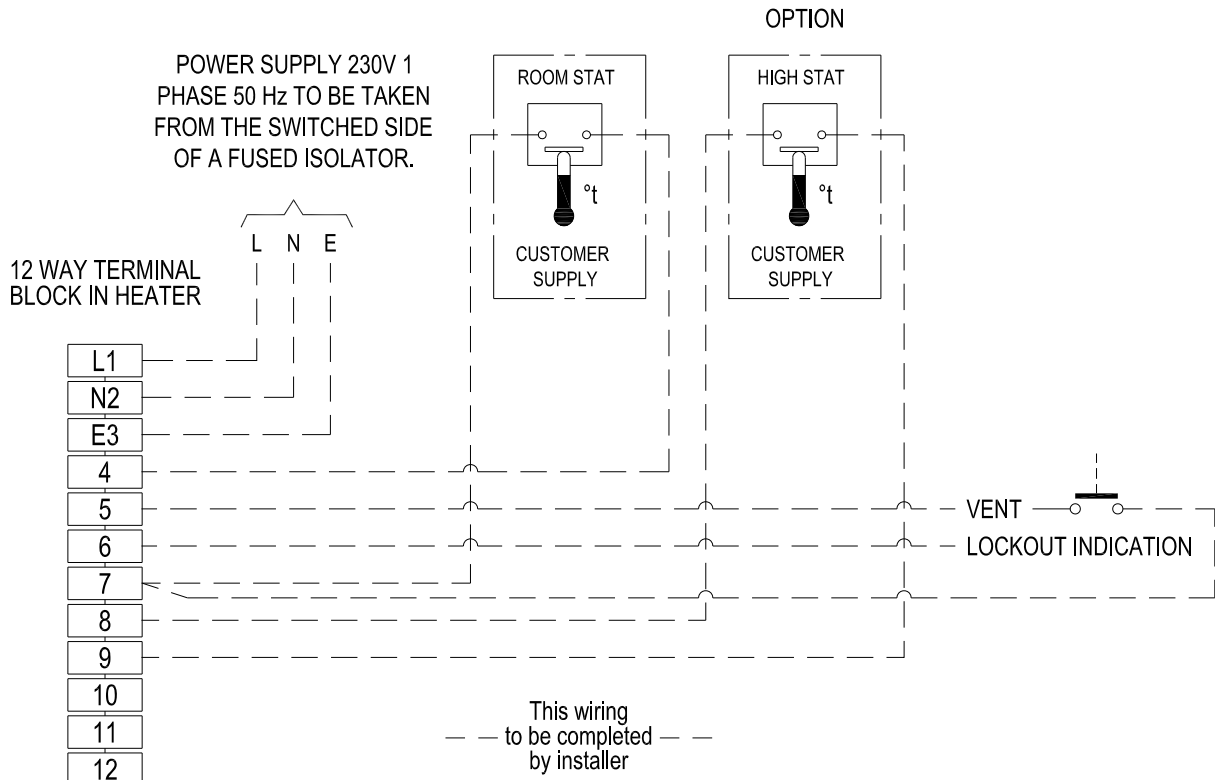 OPTION
POWER SUPPLY 230V 1
PHASE 50 Hz TO BE TAKEN
FROM THE SWITCHED SIDE
OF A FUSED ISOLATOR.
ROOM STAT
°t
CUSTOMER
SUPPLY
HIGH STAT
°t
CUSTOMER
SUPPLY
L N E
12 WAY TERMINAL
BLOCK IN HEATER
L1
N2
E3
4
5
6
7
8
9
10
11
12
VENT
LOCKOUT INDICATION
This wiring
to be completed
by installer